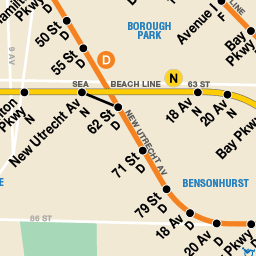 Pkwy
N
50 St
D
55 St
D
BOROUGH
PARK
Avenue I
F
Bay
Pkwy
9 AV
D
N
SEA BEACH LINE
63 ST
Pkwy
N
New Utrecht Av
N
62 St
D
18 Av
N
20 Av
N
NEW UTRECHT AV
71 St
D
Bay Pkwy
BENSONHURST
79 St
D
86 ST
18 Av
D
20 Av
D
Pkwy
D